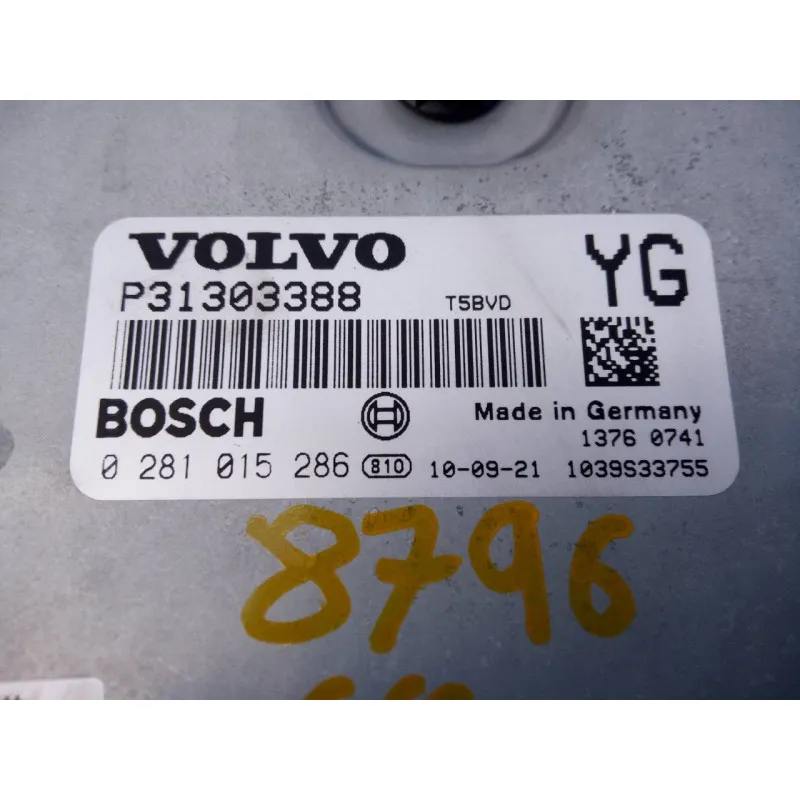 VOLVO YG
P31303388 T5BVD
BOSCH Made in Germany
1376 0741
0 281 015 286 810 10-09-21 1039S33755
8796